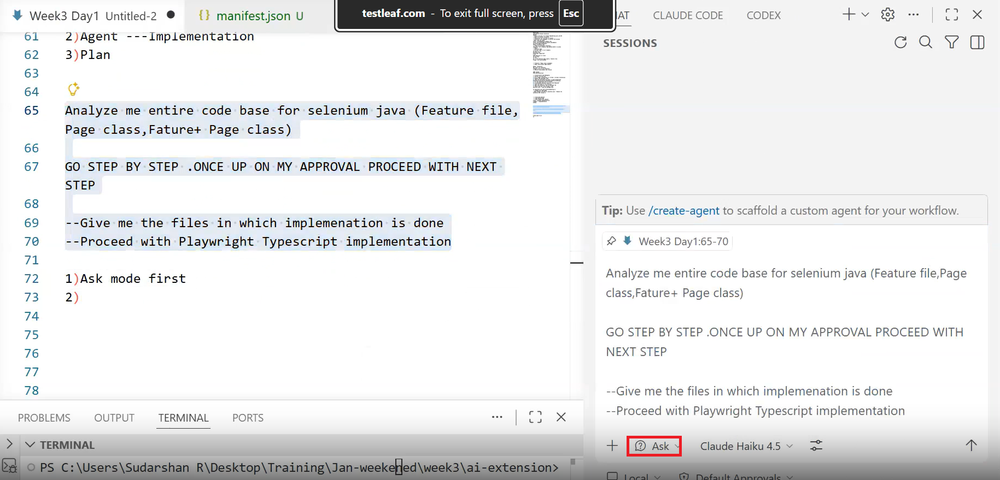 Week3 Day1 Untitled-2
manifest.json U
testleaf.com - To exit full screen, press Esc
CLAUDE CODE
CODEX
61 2)Agent ---Implementation
62 3)Plan
63
64
65 Analyze me entire code base for selenium java (Feature file,
Page class,Fature+ Page class)
66
67 GO STEP BY STEP .ONCE UP ON MY APPROVAL PROCEED WITH NEXT
STEP
68
69 --Give me the files in which implemenation is done
70 --Proceed with Playwright Typescript implementation
71
72 1)Ask mode first
73 2)
74
75
76
77
78
PROBLEMS OUTPUT TERMINAL PORTS
TERMINAL
PS C:\Users\Sudarshan R\Desktop\Training\Jan-weekened\week3\ai-extension>
SESSIONS
Tip: Use /create-agent to scaffold a custom agent for your workflow.
Week3 Day1:65-70
Analyze me entire code base for selenium java (Feature file,Page
class,Fature+ Page class)
GO STEP BY STEP .ONCE UP ON MY APPROVAL PROCEED WITH
NEXT STEP
--Give me the files in which implemenation is done
--Proceed with Playwright Typescript implementation
Ask Claude Haiku 4.5
Local Default Approvals